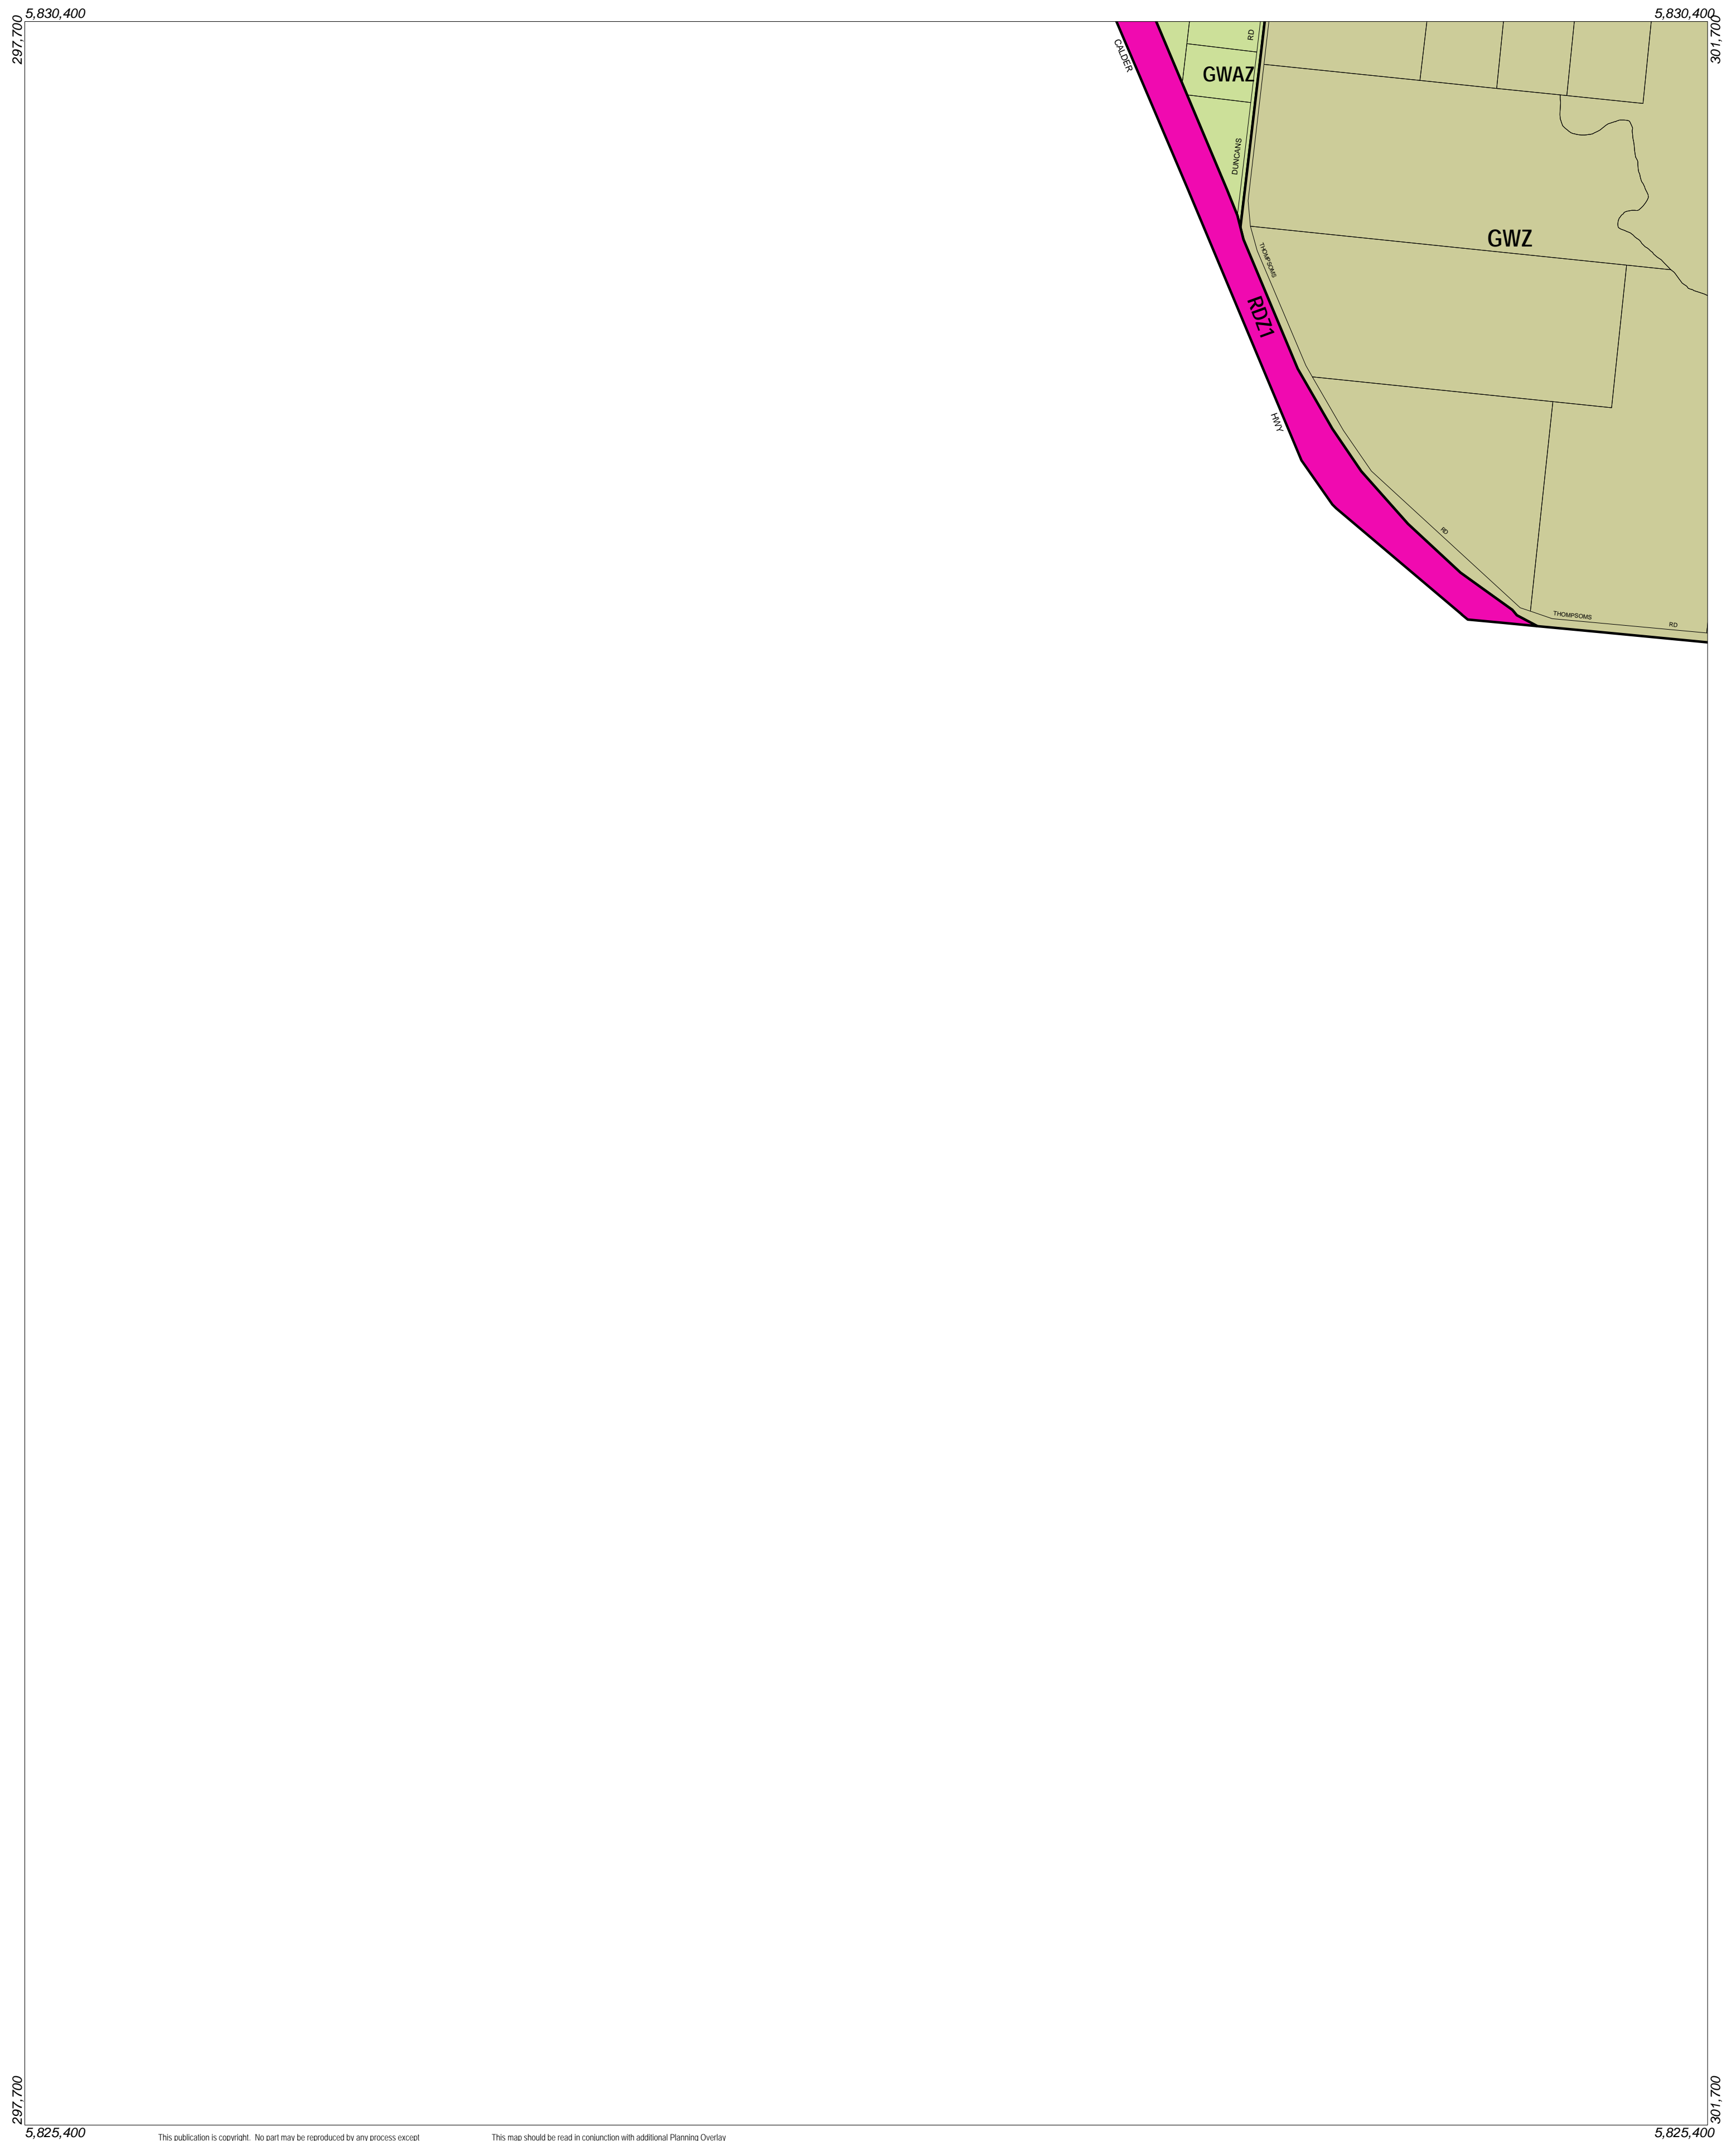 5,830,400
5,830,400
297,700
301,700
CALDER
RD
GWAZ
DUNCANS
GWZ
THOMPSOMS
RDZ1
HWY
RD
THOMPSOMS
RD
297,700
301,700
5,825,400
5,825,400
This publication is copyright. No part may be reproduced by any process except
This map should be read in conjunction with additional Planning Overlay